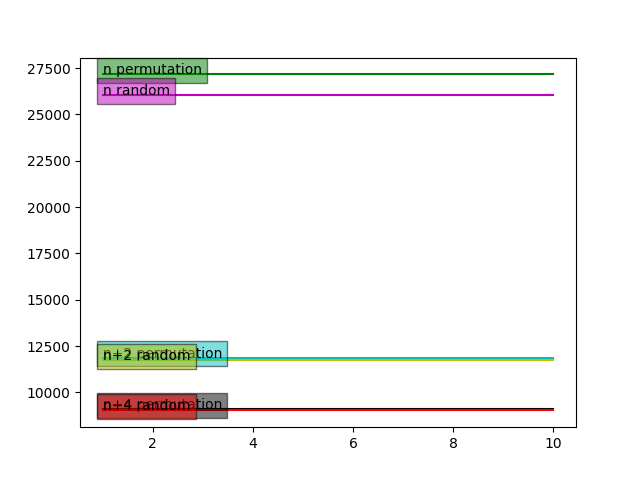 27500
25000
22500
20000
17500
15000
12500
10000
n permutation
n random
n+2 permutation
n+2 random
n+4 permutation
n+4 random
2 4 6 8 10